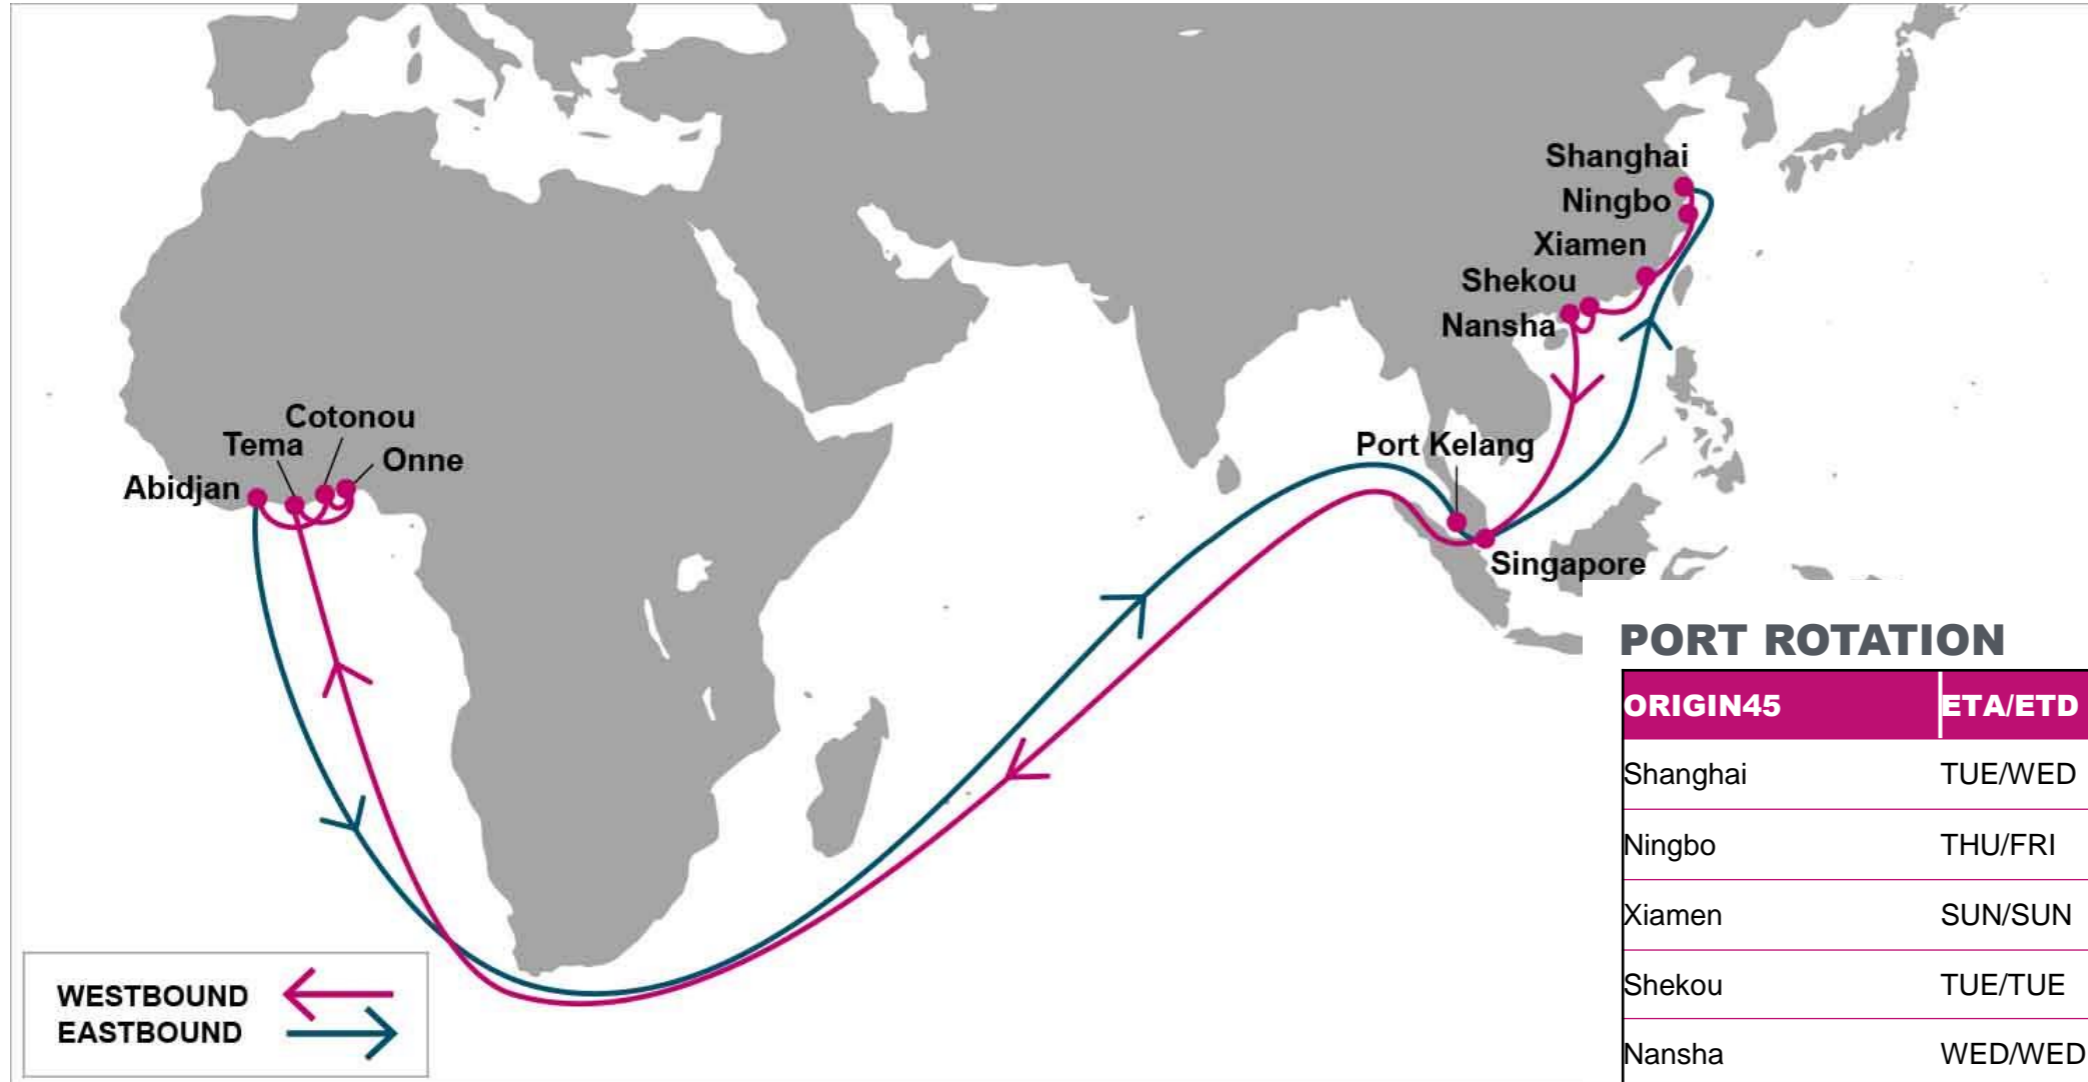 Shanghai
Ningbo
Xiamen
Shekou
Nansha
Cotonou
Tema
Onne
Abidjan
Port Kelang
Singapore
WESTBOUND
EASTBOUND
PORT ROTATION
ORIGIN45 ETA/ETD
Shanghai TUE/WED
Ningbo THU/FRI
Xiamen SUN/SUN
Shekou TUE/TUE
Nansha WED/WED